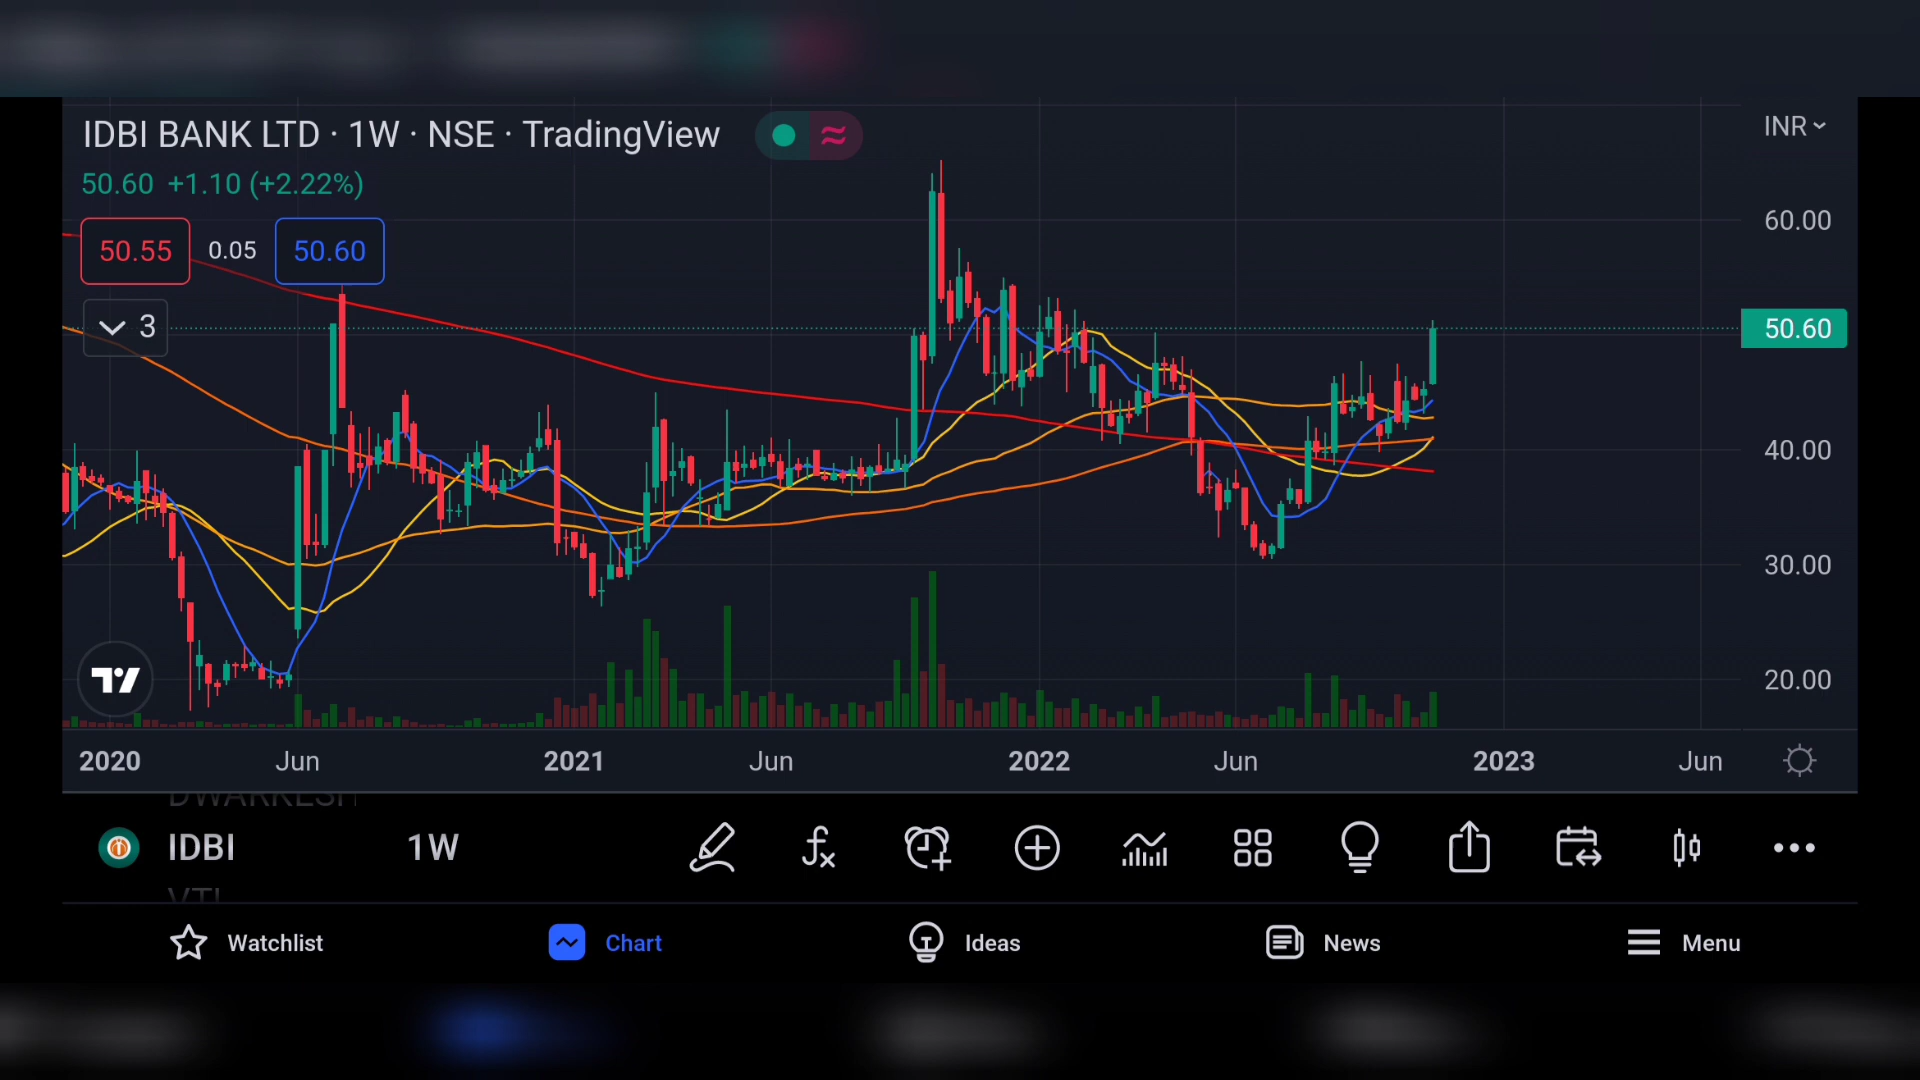 IDBI BANK LTD · 1W · NSE · TradingView
INR
50.60 +1.10 (+2.22%)
60.00
50.55 0.05 50.60
3
50.60
40.00
30.00
20.00
2020 Jun 2021 Jun 2022 Jun 2023 Jun
IDBI 1W
Watchlist Chart Ideas News Menu